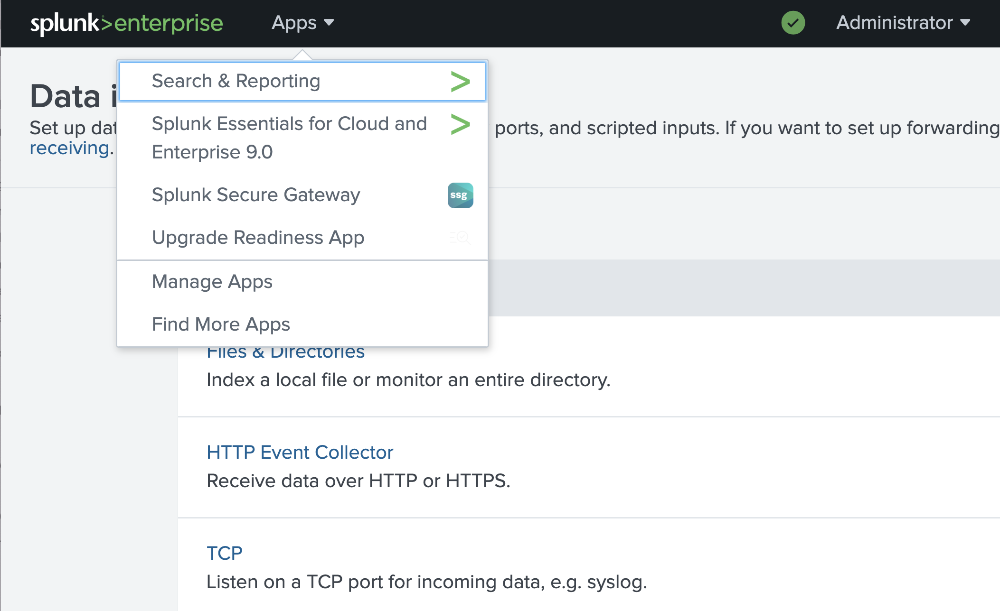 splunk>enterprise Apps Administrator
Search & Reporting
Splunk Essentials for Cloud and
Enterprise 9.0
Splunk Secure Gateway ssg
Upgrade Readiness App
Manage Apps
Find More Apps
Data i
Set up dat ports, and scripted inputs. If you want to set up forwarding
receiving.
Files & Directories
Index a local file or monitor an entire directory.
HTTP Event Collector
Receive data over HTTP or HTTPS.
TCP
Listen on a TCP port for incoming data, e.g. syslog.